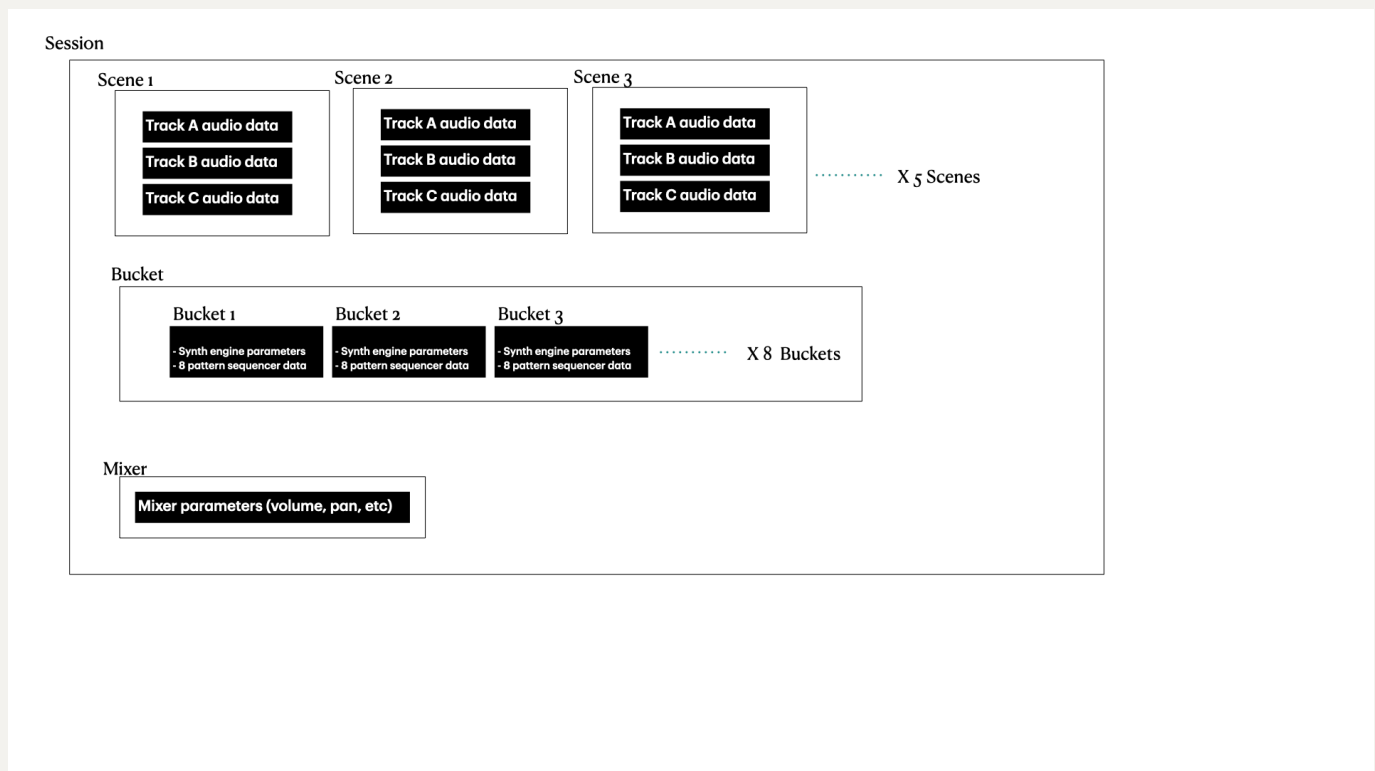 Session
Scene 1
Scene 2
Scene 3
Track A audio data
Track B audio data
Track C audio data
Track A audio data
Track B audio data
Track C audio data
Track A audio data
Track B audio data
Track C audio data
X 5 Scenes
Bucket
Bucket 1
- Synth engine parameters
- 8 pattern sequencer data
Bucket 2
- Synth engine parameters
- 8 pattern sequencer data
Bucket 3
- Synth engine parameters
- 8 pattern sequencer data
X 8 Buckets
Mixer
Mixer parameters (volume, pan, etc)